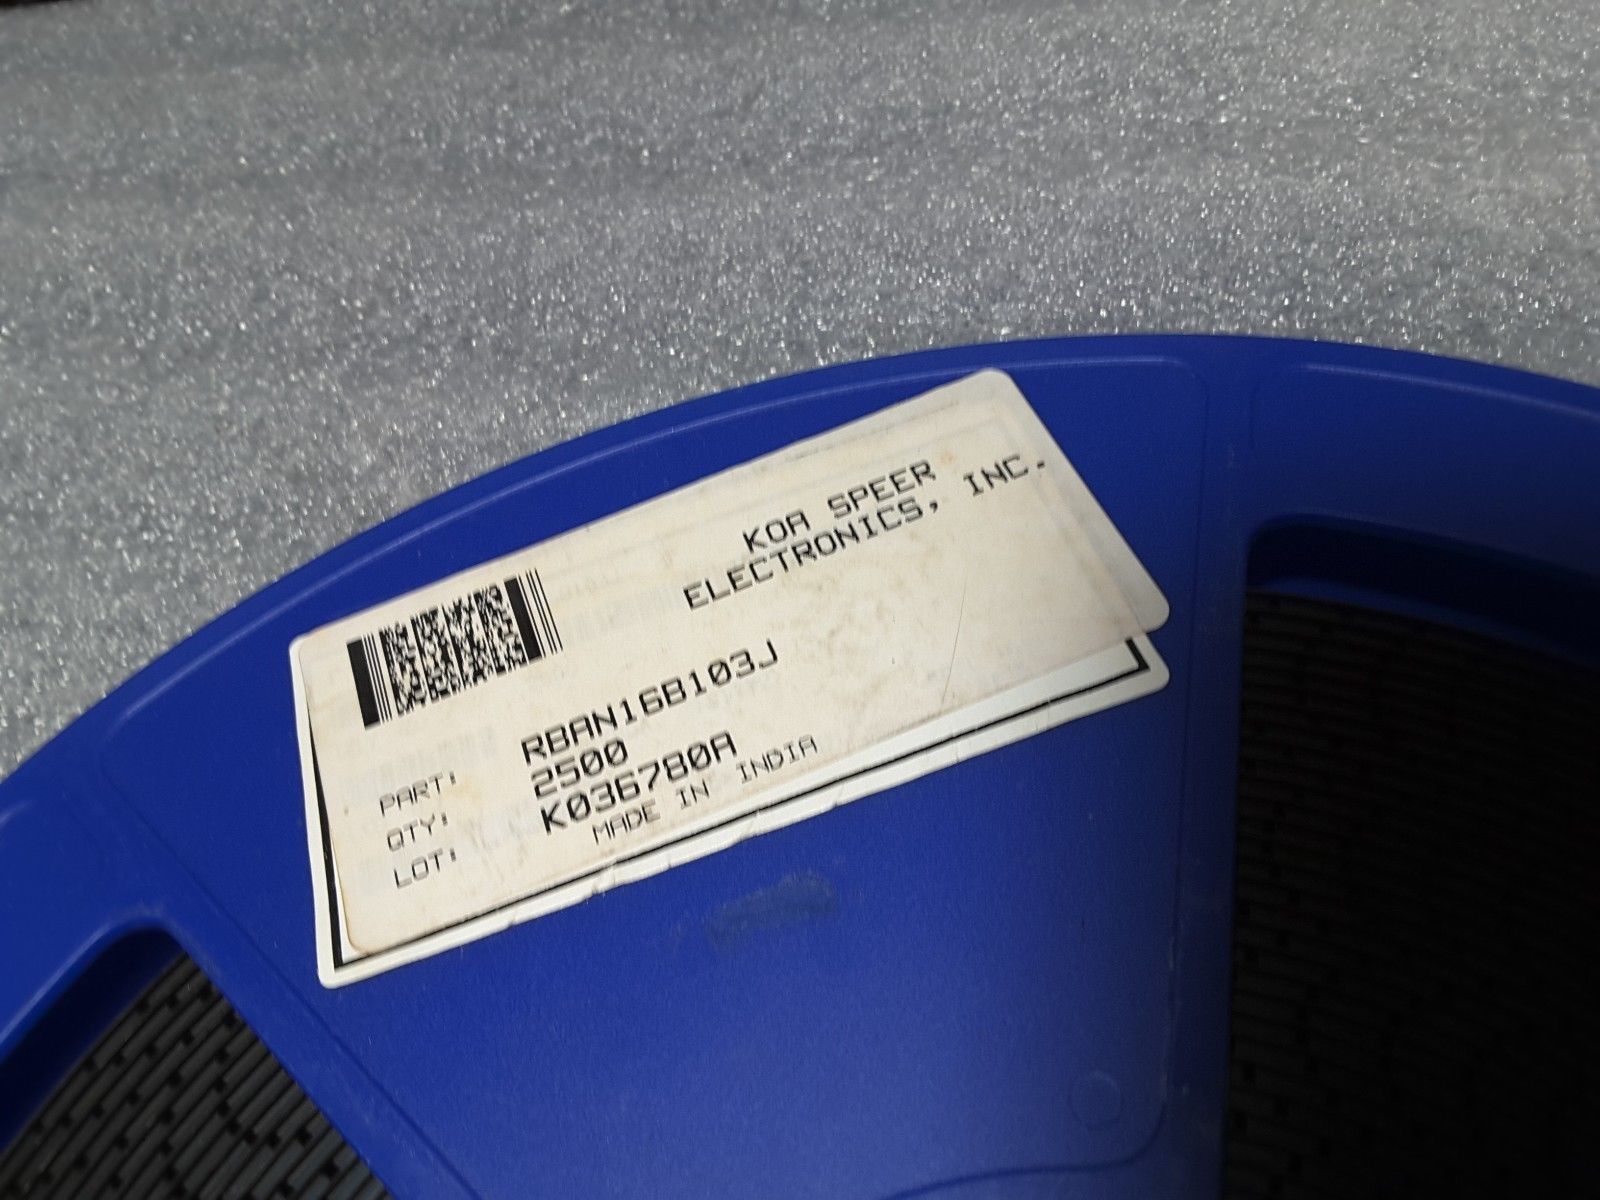 KOA SPEER
ELECTRONICS, INC.
PART: RBAN16B103J
QTY: 2500
LOT: K036780A
MADE IN INDIA